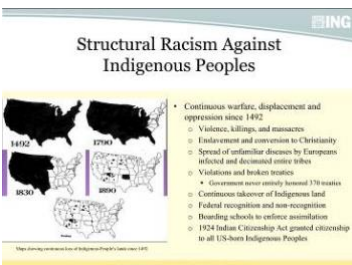 ING
Structural Racism Against
Indigenous Peoples
1492
1790
1830
1890
• Continuous warfare, displacement and
oppression since 1492
o Violence, killings, and massacres
o Enslavement and conversion to Christianity
o Spread of unfamiliar diseases by Europeans
infected and decimated entire tribes
o Violations and broken treaties
▪ Government never entirely honored 370 treaties
o Continuous takeover of Indigenous land
o Federal recognition and non-recognition
o Boarding schools to enforce assimilation
o 1924 Indian Citizenship Act granted citizenship
to all US-born Indigenous Peoples
Maps showing continuous loss of Indigenous People's lands since 1492